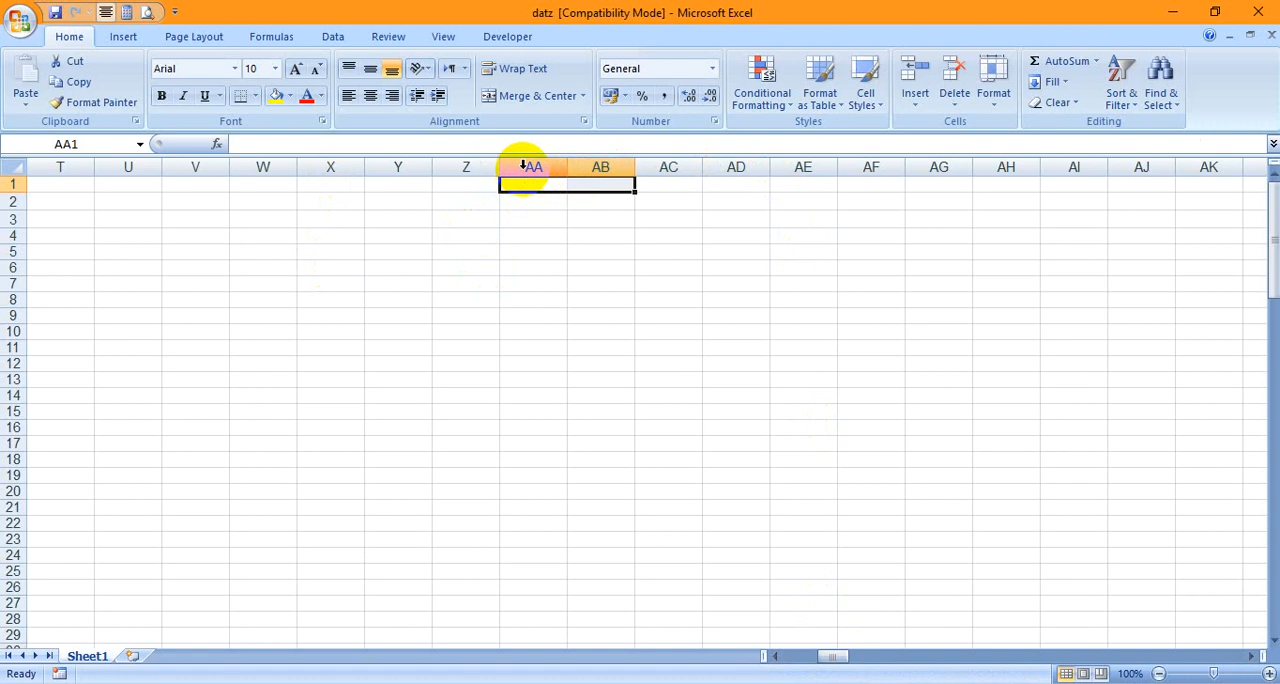 datz [Compatibility Mode] - Microsoft Excel
Home Insert Page Layout Formulas Data Review View Developer
Paste Cut Copy Format Painter Clipboard
Arial 10 A A B I U A Font
Wrap Text Merge & Center Alignment
General % , Number
Conditional Formatting Format as Table Cell Styles Styles
Insert Delete Format Cells
Σ AutoSum Fill Clear Sort & Filter Find & Select Editing
AA1 fx
T U V W X Y Z AA AB AC AD AE AF AG AH AI AJ AK
1
2
3
4
5
6
7
8
9
10
11
12
13
14
15
16
17
18
19
20
21
22
23
24
25
26
27
28
29
Sheet1
Ready 100%